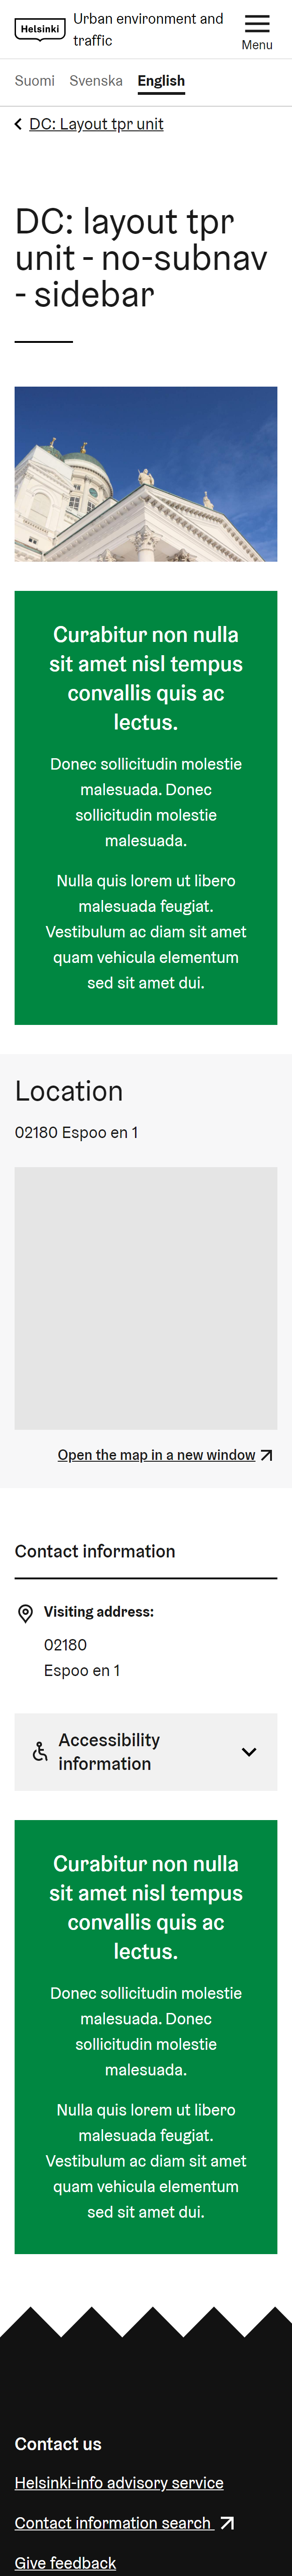 Helsinki
Urban environment and
traffic
Menu
Suomi Svenska English
DC: Layout tpr unit
DC: layout tpr
unit - no-subnav
- sidebar
Curabitur non nulla
sit amet nisl tempus
convallis quis ac
lectus.
Donec sollicitudin molestie
malesuada. Donec
sollicitudin molestie
malesuada.
Nulla quis lorem ut libero
malesuada feugiat.
Vestibulum ac diam sit amet
quam vehicula elementum
sed sit amet dui.
Location
02180 Espoo en 1
Open the map in a new window
Contact information
Visiting address:
02180
Espoo en 1
Accessibility
information
Curabitur non nulla
sit amet nisl tempus
convallis quis ac
lectus.
Donec sollicitudin molestie
malesuada. Donec
sollicitudin molestie
malesuada.
Nulla quis lorem ut libero
malesuada feugiat.
Vestibulum ac diam sit amet
quam vehicula elementum
sed sit amet dui.
Contact us
Helsinki-info advisory service
Contact information search
Give feedback